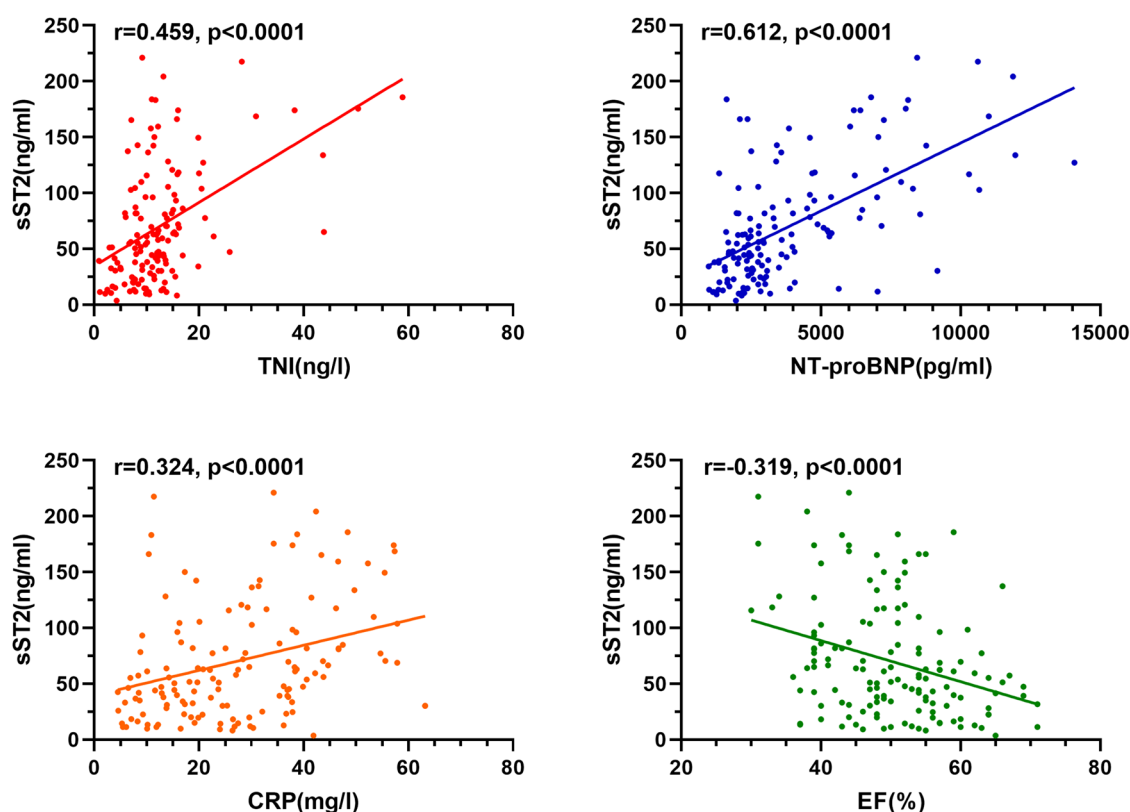 r=0.459, p<0.0001
sST2(ng/ml)
250
200
150
100
50
0
0 20 40 60 80
TNI(ng/l)
r=0.612, p<0.0001
sST2(ng/ml)
250
200
150
100
50
0
0 5000 10000 15000
NT-proBNP(pg/ml)
r=0.324, p<0.0001
sST2(ng/ml)
250
200
150
100
50
0
0 20 40 60 80
CRP(mg/l)
r=-0.319, p<0.0001
sST2(ng/ml)
250
200
150
100
50
0
20 40 60 80
EF(%)